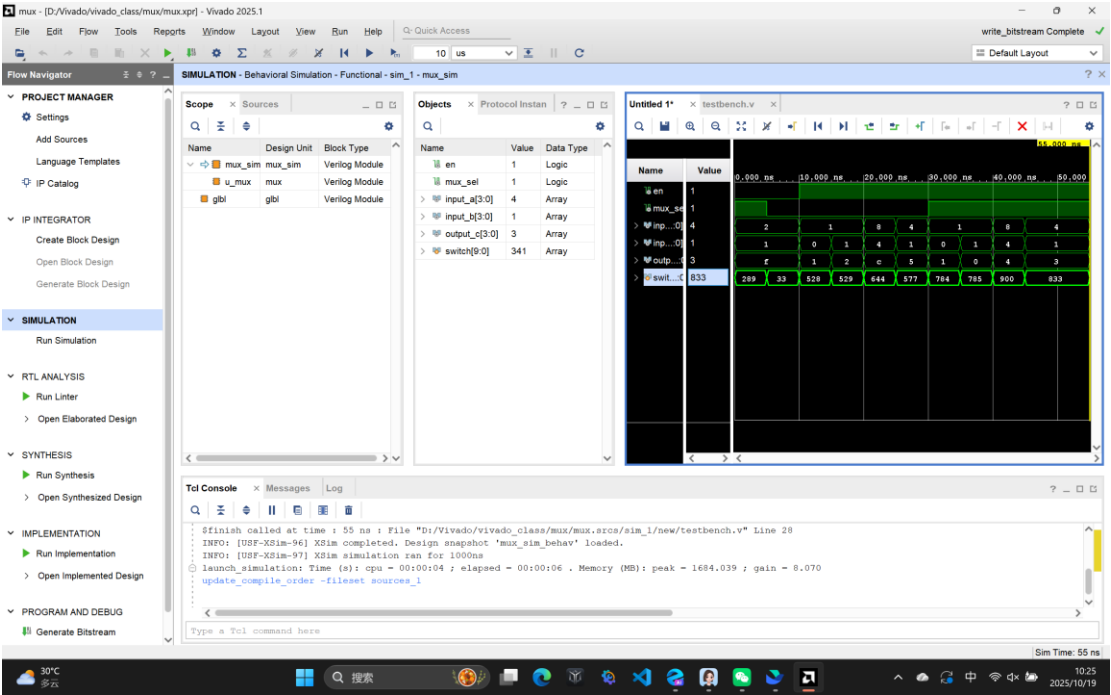 mux - [D:/Vivado/vivado_class/mux/mux.xpr] - Vivado 2025.1
File Edit Flow Tools Reports Window Layout View Run Help Q- Quick Access write_bitstream Complete
10 us Default Layout
Flow Navigator
SIMULATION - Behavioral Simulation - Functional - sim_1 - mux_sim
PROJECT MANAGER
Settings
Add Sources
Language Templates
IP Catalog
IP INTEGRATOR
Create Block Design
Open Block Design
Generate Block Design
SIMULATION
Run Simulation
RTL ANALYSIS
Run Linter
Open Elaborated Design
SYNTHESIS
Run Synthesis
Open Synthesized Design
IMPLEMENTATION
Run Implementation
Open Implemented Design
PROGRAM AND DEBUG
Generate Bitstream
Scope Sources
Name Design Unit Block Type
mux_sim mux_sim Verilog Module
u_mux mux Verilog Module
glbl glbl Verilog Module
Objects Protocol Instan
Name Value Data Type
en 1 Logic
mux_sel 1 Logic
input_a[3:0] 4 Array
input_b[3:0] 1 Array
output_c[3:0] 3 Array
switch[9:0] 341 Array
Untitled 1* testbench.v
55.000 ns
Name Value 0.000 ns 10.000 ns 20.000 ns 30.000 ns 40.000 ns 50.000
en 1
mux_se 1
inp...:0] 4 2 1 8 4 1 8 4
inp...:0] 1 1 0 1 4 1 0 1 4 1
outp...:( 3 f 1 2 c 5 1 0 4 3
swit...:( 833 289 33 528 529 644 577 784 785 900 833
Tcl Console Messages Log
$finish called at time : 55 ns : File "D:/Vivado/vivado_class/mux/mux.srcs/sim_1/new/testbench.v" Line 28
INFO: [USF-XSim-96] XSim completed. Design snapshot 'mux_sim_behav' loaded.
INFO: [USF-XSim-97] XSim simulation ran for 1000ns
launch_simulation: Time (s): cpu = 00:00:04 ; elapsed = 00:00:06 . Memory (MB): peak = 1684.039 ; gain = 8.070
update_compile_order -fileset sources_1
Type a Tcl command here
Sim Time: 55 ns
30°C
多云
搜索
中
10:25
2025/10/19